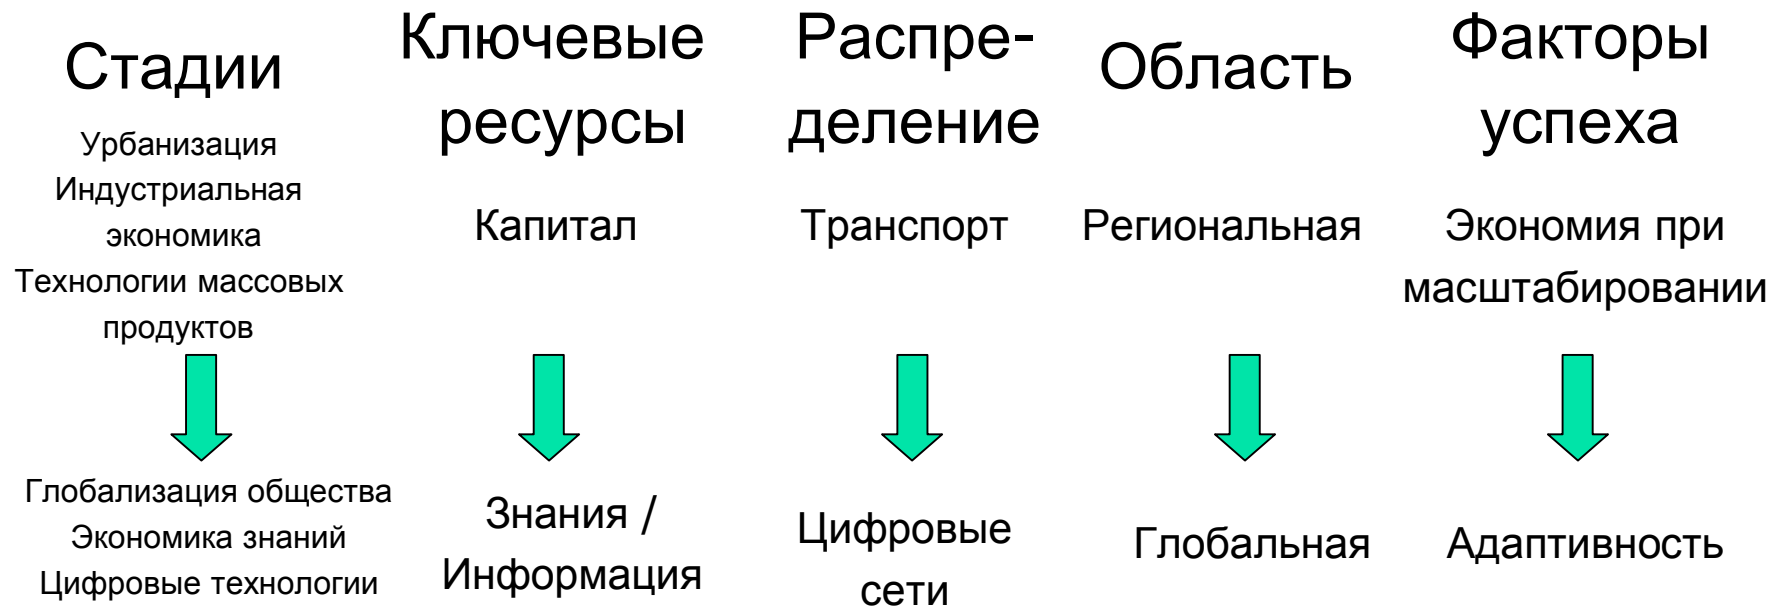 Стадии
Урбанизация
Индустриальная
экономика
Технологии массовых
продуктов
Глобализация общества
Экономика знаний
Цифровые технологии
Ключевые
ресурсы
Капитал
Знания /
Информация
Распре-
деление
Транспорт
Цифровые
сети
Область
Региональная
Глобальная
Факторы
успеха
Экономия при
масштабировании
Адаптивность